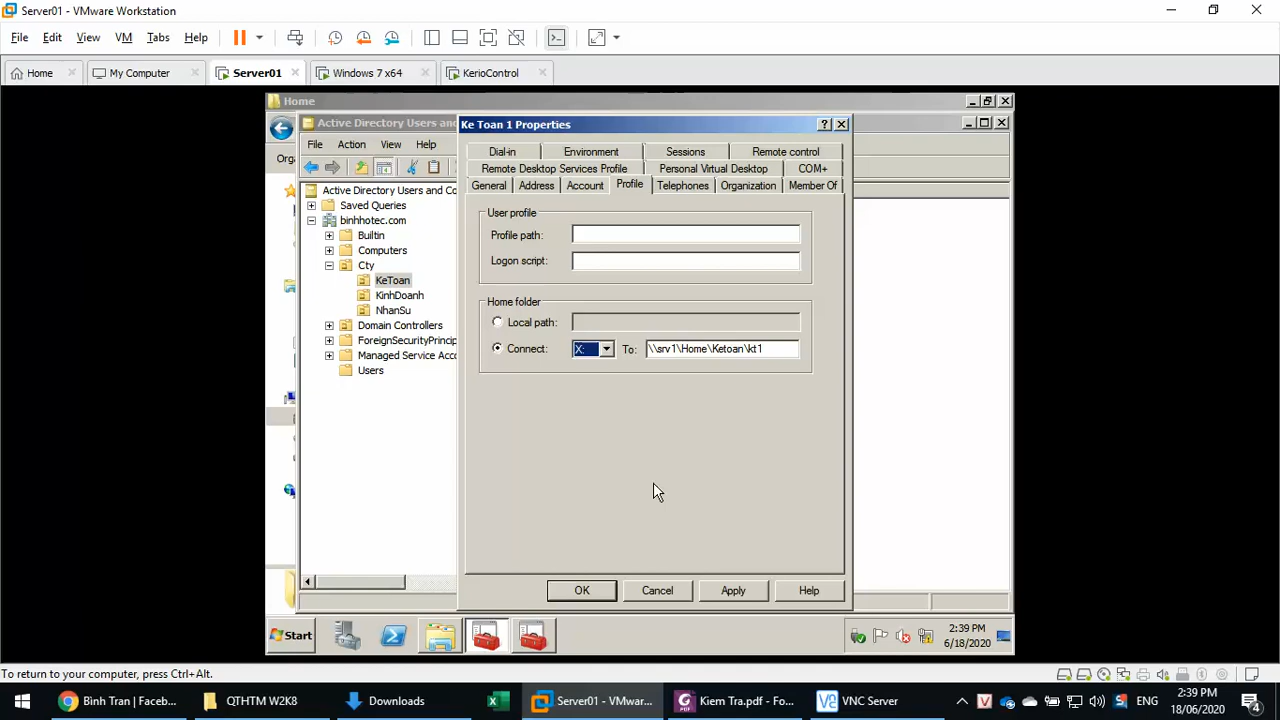 Server01 - VMware Workstation
File Edit View VM Tabs Help
Home My Computer Server01 Windows 7 x64 KerioControl
Home
Active Directory Users and
Ke Toan 1 Properties
File Action View Help
Active Directory Users and Co
Saved Queries
binhhotec.com
Builtin
Computers
Cty
KeToan
KinhDoanh
NhanSu
Domain Controllers
ForeignSecurityPrincip
Managed Service Acco
Users
Dial-in Environment Sessions Remote control
Remote Desktop Services Profile Personal Virtual Desktop COM+
General Address Account Profile Telephones Organization Member Of
User profile
Profile path:
Logon script:
Home folder
Local path:
Connect: X: To: \\srv1\Home\Ketoan\kt1
OK Cancel Apply Help
Start
2:39 PM
6/18/2020
To return to your computer, press Ctrl+Alt.
Bình Tran | Faceb... QTHTM W2K8 Downloads Server01 - VMwar... Kiem Tra.pdf - Fo... VNC Server
ENG
2:39 PM
18/06/2020
4